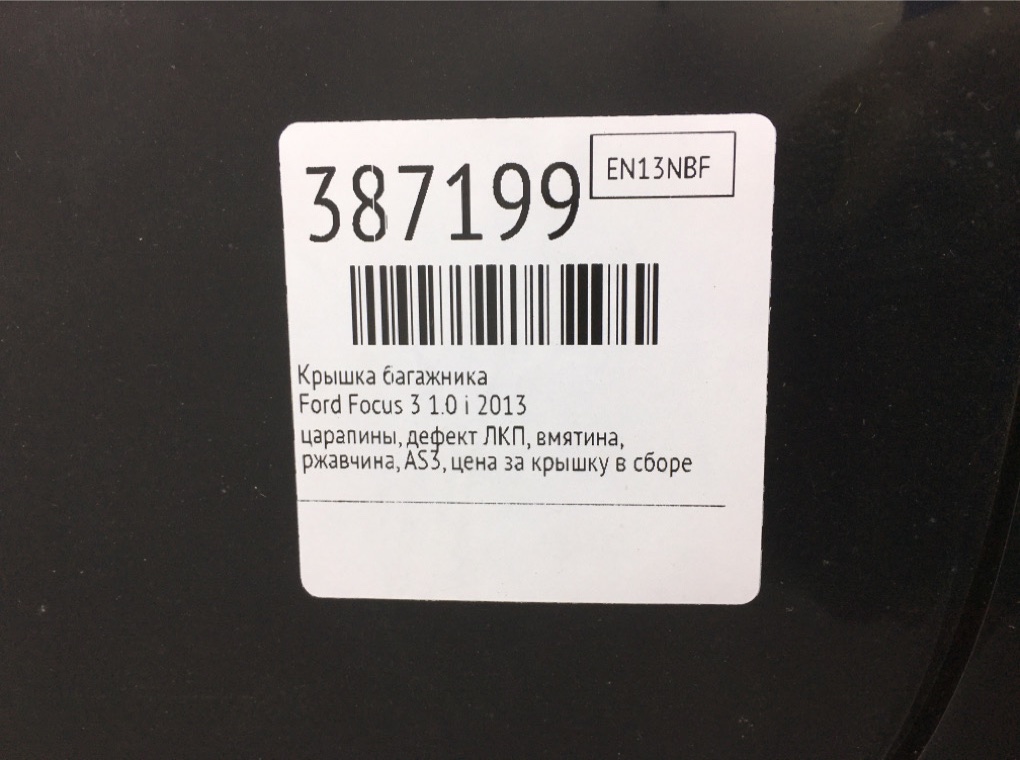 387199
EN13NBF
Крышка багажника
Ford Focus 3 1.0 i 2013
царапины, дефект ЛКП, вмятина,
ржавчина, AS3, цена за крышку в сборе